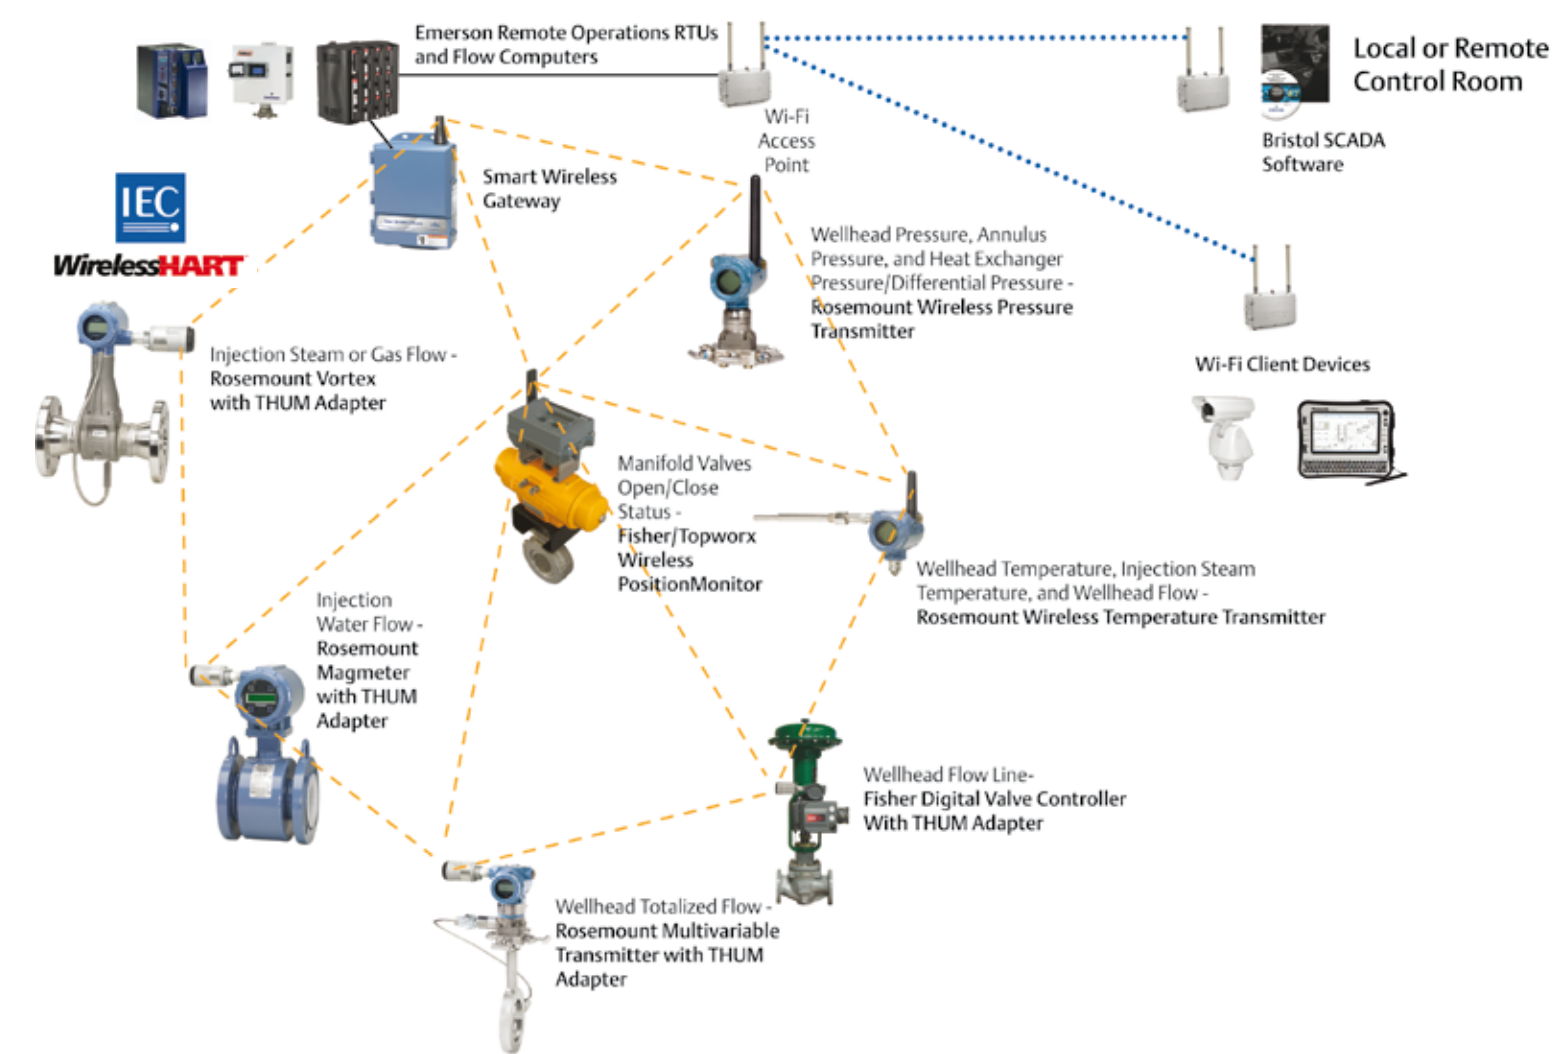 Emerson Remote Operations RTUs
and Flow Computers
Local or Remote
Control Room
Wi-Fi
Access
Point
Bristol SCADA
Software
Smart Wireless
Gateway
IEC
WirelessHART
Wellhead Pressure, Annulus
Pressure, and Heat Exchanger
Pressure/Differential Pressure -
Rosemount Wireless Pressure
Transmitter
Injection Steam or Gas Flow -
Rosemount Vortex
with THUM Adapter
Wi-Fi Client Devices
Manifold Valves
Open/Close
Status -
Fisher/Topworx
Wireless
PositionMonitor
Wellhead Temperature, Injection Steam
Temperature, and Wellhead Flow -
Rosemount Wireless Temperature Transmitter
Injection
Water Flow -
Rosemount
Magmeter
with THUM
Adapter
Wellhead Flow Line-
Fisher Digital Valve Controller
With THUM Adapter
Wellhead Totalized Flow -
Rosemount Multivariable
Transmitter with THUM
Adapter